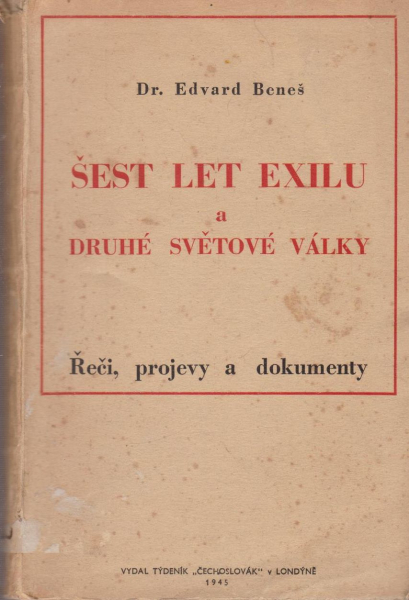 Dr. Edvard Beneš
ŠEST LET EXILU
a
DRUHÉ SVĚTOVÉ VÁLKY
Řeči, projevy a dokumenty
VYDAL TÝDENÍK „ČECHOSLOVÁK" v LONDÝNĚ
1945